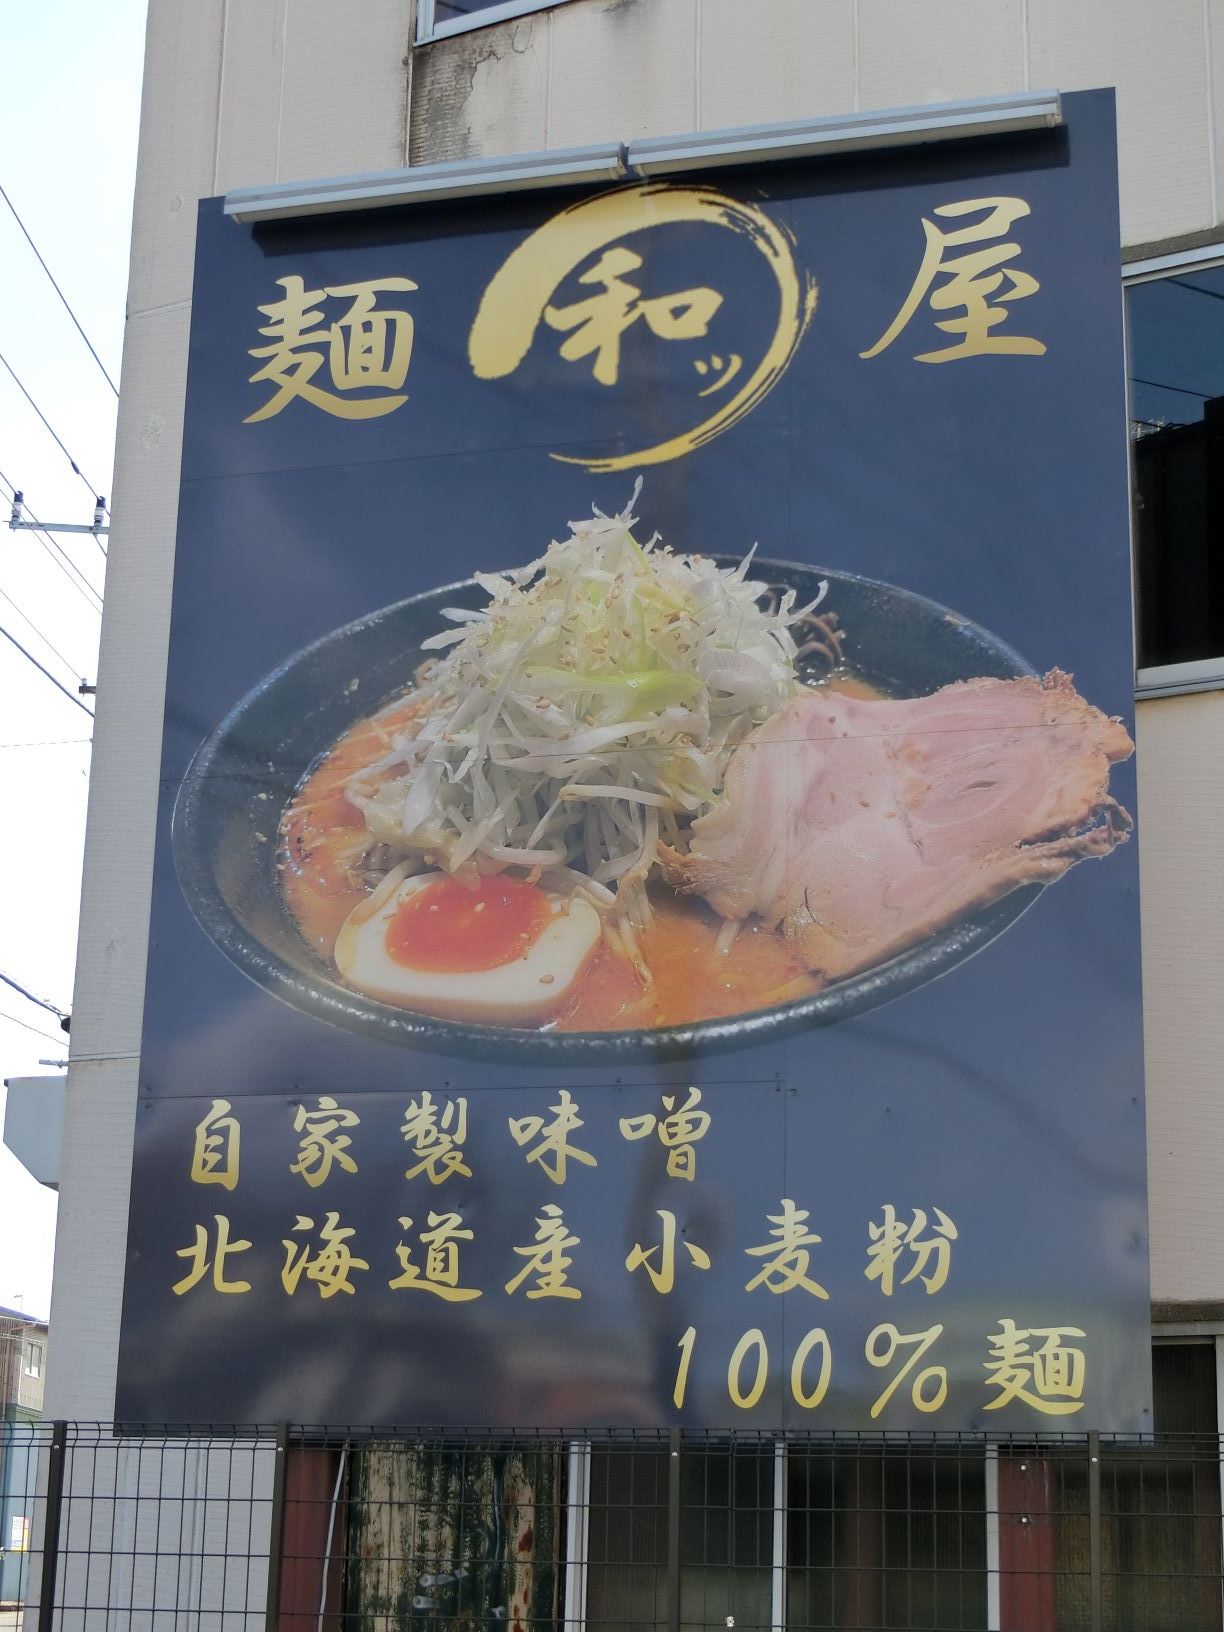 麺 和ッ 屋
自家製味噌
北海道産小麦粉
100%麺